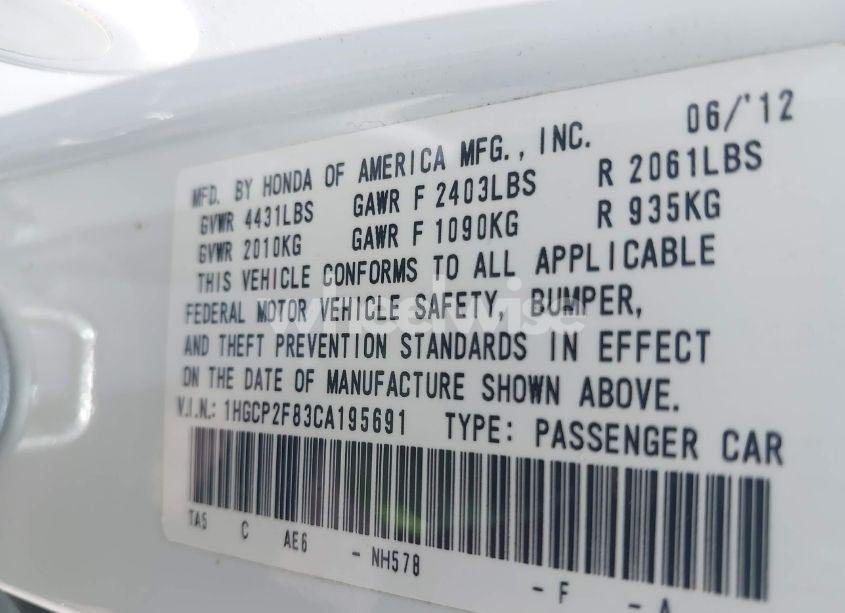 06/'12
MFD. BY HONDA OF AMERICA MFG., INC.
GVWR 4431LBS GAWR F 2403LBS R 2061LBS
GVWR 2010KG GAWR F 1090KG R 935KG
THIS VEHICLE CONFORMS TO ALL APPLICABLE
FEDERAL MOTOR VEHICLE SAFETY, BUMPER,
AND THEFT PREVENTION STANDARDS IN EFFECT
ON THE DATE OF MANUFACTURE SHOWN ABOVE.
V.I.N.: 1HGCP2F83CA195691 TYPE: PASSENGER CAR
TA5 C AE6 - NH578 - F - A
wheelwise